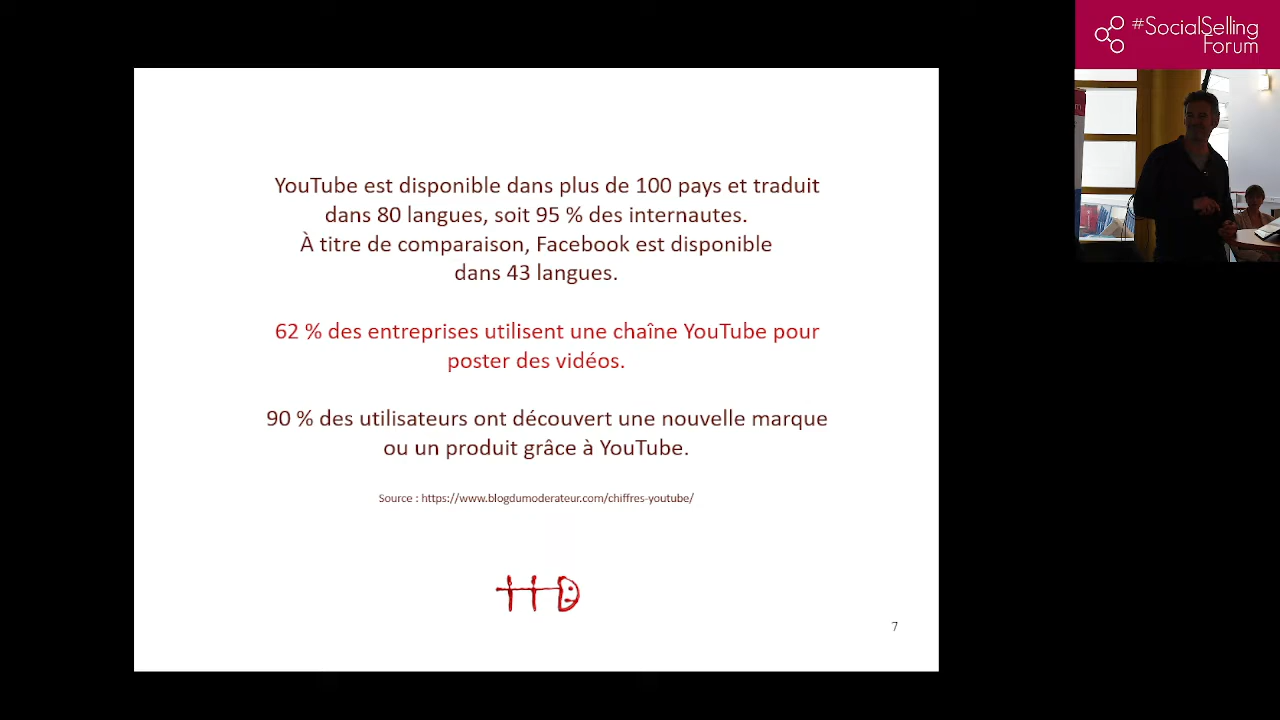 #SocialSelling
Forum
YouTube est disponible dans plus de 100 pays et traduit
dans 80 langues, soit 95 % des internautes.
À titre de comparaison, Facebook est disponible
dans 43 langues.
62 % des entreprises utilisent une chaîne YouTube pour
poster des vidéos.
90 % des utilisateurs ont découvert une nouvelle marque
ou un produit grâce à YouTube.
Source : https://www.blogdumoderateur.com/chiffres-youtube/
7